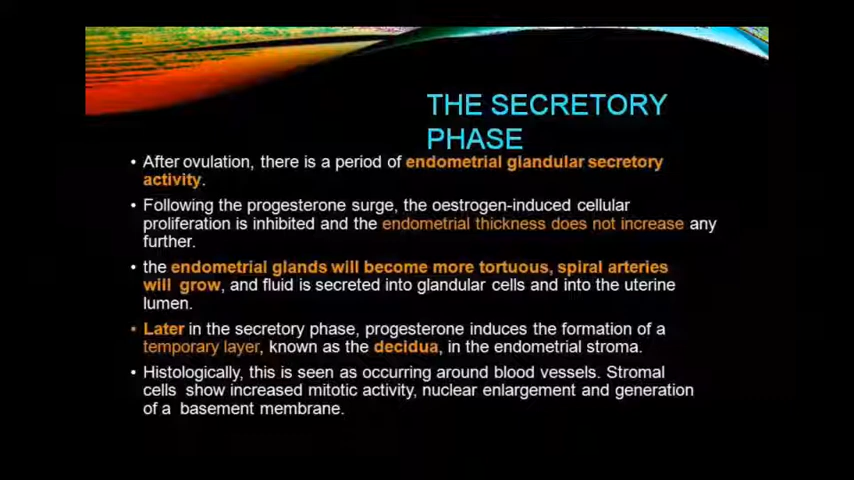 THE SECRETORY
PHASE
• After ovulation, there is a period of endometrial glandular secretory
activity.
• Following the progesterone surge, the oestrogen-induced cellular
proliferation is inhibited and the endometrial thickness does not increase any
further.
• the endometrial glands will become more tortuous, spiral arteries
will grow, and fluid is secreted into glandular cells and into the uterine
lumen.
• Later in the secretory phase, progesterone induces the formation of a
temporary layer, known as the decidua, in the endometrial stroma.
• Histologically, this is seen as occurring around blood vessels. Stromal
cells show increased mitotic activity, nuclear enlargement and generation
of a basement membrane.